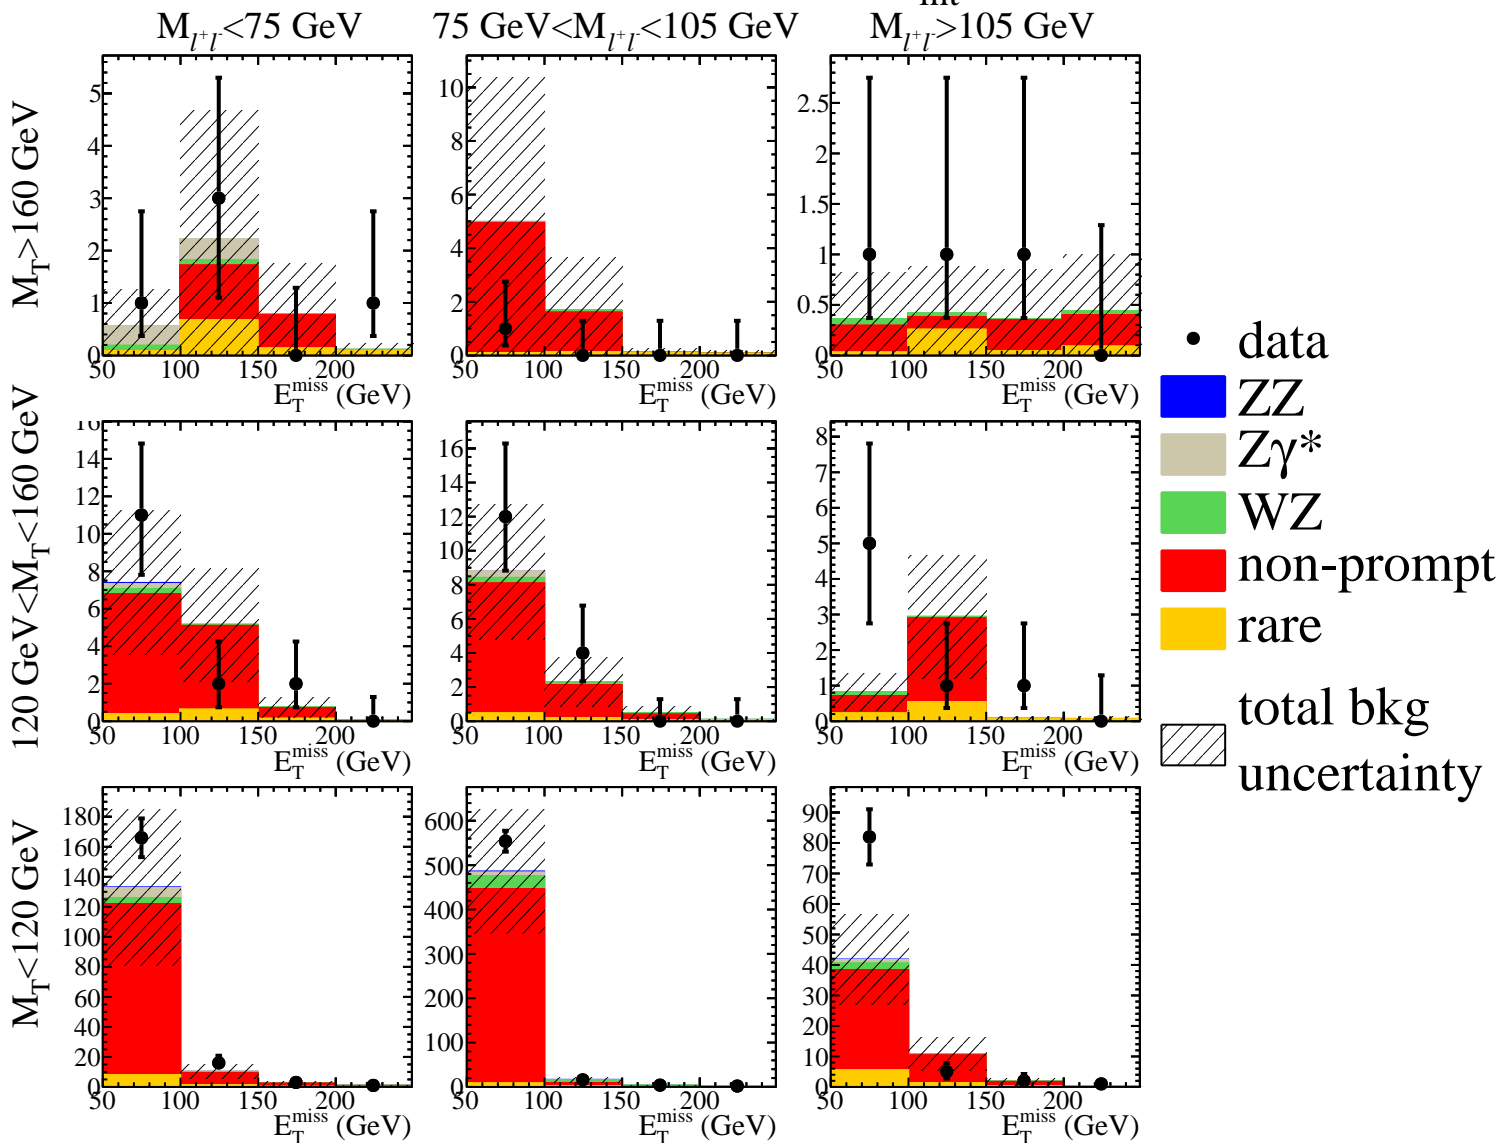 int
M_{l⁺l⁻}<75 GeV 75 GeV<M_{l⁺l⁻}<105 GeV M_{l⁺l⁻}>105 GeV
M_T>160 GeV
5
4
3
2
1
0
50 100 150 200
E_T^miss (GeV)
10
8
6
4
2
0
50 100 150 200
E_T^miss (GeV)
2.5
2
1.5
1
0.5
0
50 100 150 200
E_T^miss (GeV)
120 GeV<M_T<160 GeV
16
14
12
10
8
6
4
2
0
50 100 150 200
E_T^miss (GeV)
16
14
12
10
8
6
4
2
0
50 100 150 200
E_T^miss (GeV)
8
7
6
5
4
3
2
1
0
50 100 150 200
E_T^miss (GeV)
M_T<120 GeV
180
160
140
120
100
80
60
40
20
0
50 100 150 200
E_T^miss (GeV)
600
500
400
300
200
100
0
50 100 150 200
E_T^miss (GeV)
90
80
70
60
50
40
30
20
10
0
50 100 150 200
E_T^miss (GeV)
data
ZZ
Zγ*
WZ
non-prompt
rare
total bkg
uncertainty